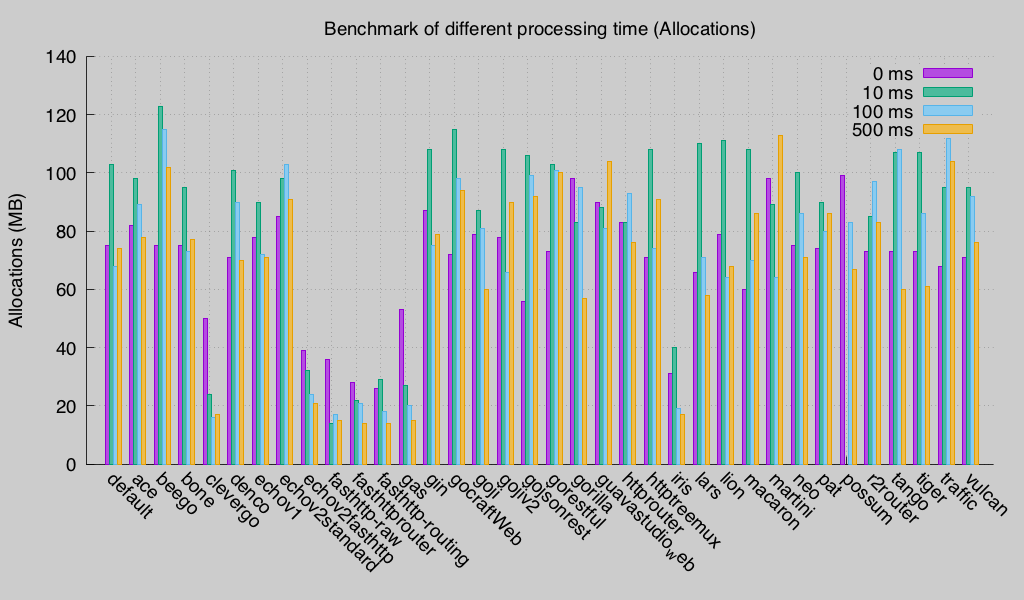 Benchmark of different processing time (Allocations)
0 ms
10 ms
100 ms
500 ms
Allocations (MB)
140
120
100
80
60
40
20
0
default
ace
beego
bone
clevergo
denco
echov1
echov2standard
echov2fasthttp
fasthttp-raw
fasthttprouter
fasthttp-routing
gas
gin
gocraftWeb
goji
gojiv2
gojsonrest
gorestful
gorilla
guavastudioweb
httprouter
httptreemux
iris
lars
lion
macaron
martini
neo
pat
possum
r2router
tango
tiger
traffic
vulcan